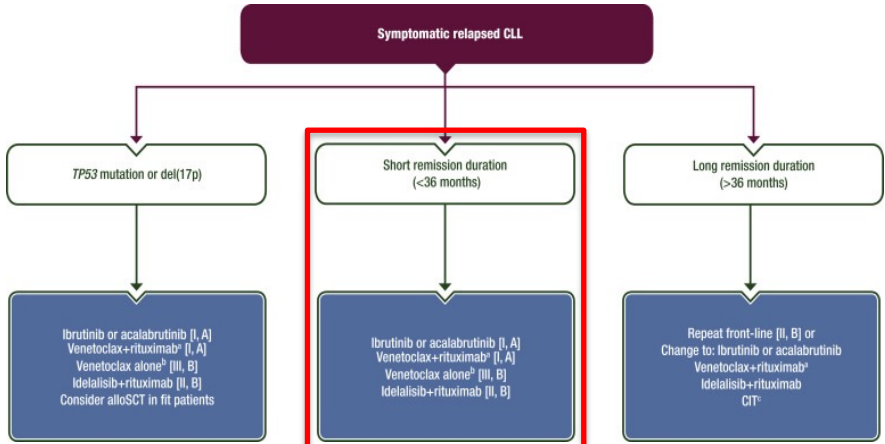 Symptomatic relapsed CLL
TP53 mutation or del(17p)
Short remission duration
(<36 months)
Long remission duration
(>36 months)
Ibrutinib or acalabrutinib [I, A]
Venetoclax+rituximabᵃ [I, A]
Venetoclax aloneᵇ [III, B]
Idelalisib+rituximab [II, B]
Consider alloSCT in fit patients
Ibrutinib or acalabrutinib [I, A]
Venetoclax+rituximabᵃ [I, A]
Venetoclax aloneᵇ [III, B]
Idelalisib+rituximab [II, B]
Repeat front-line [II, B] or
Change to: Ibrutinib or acalabrutinib
Venetoclax+rituximabᵃ
Idelalisib+rituximab
CITᶜ